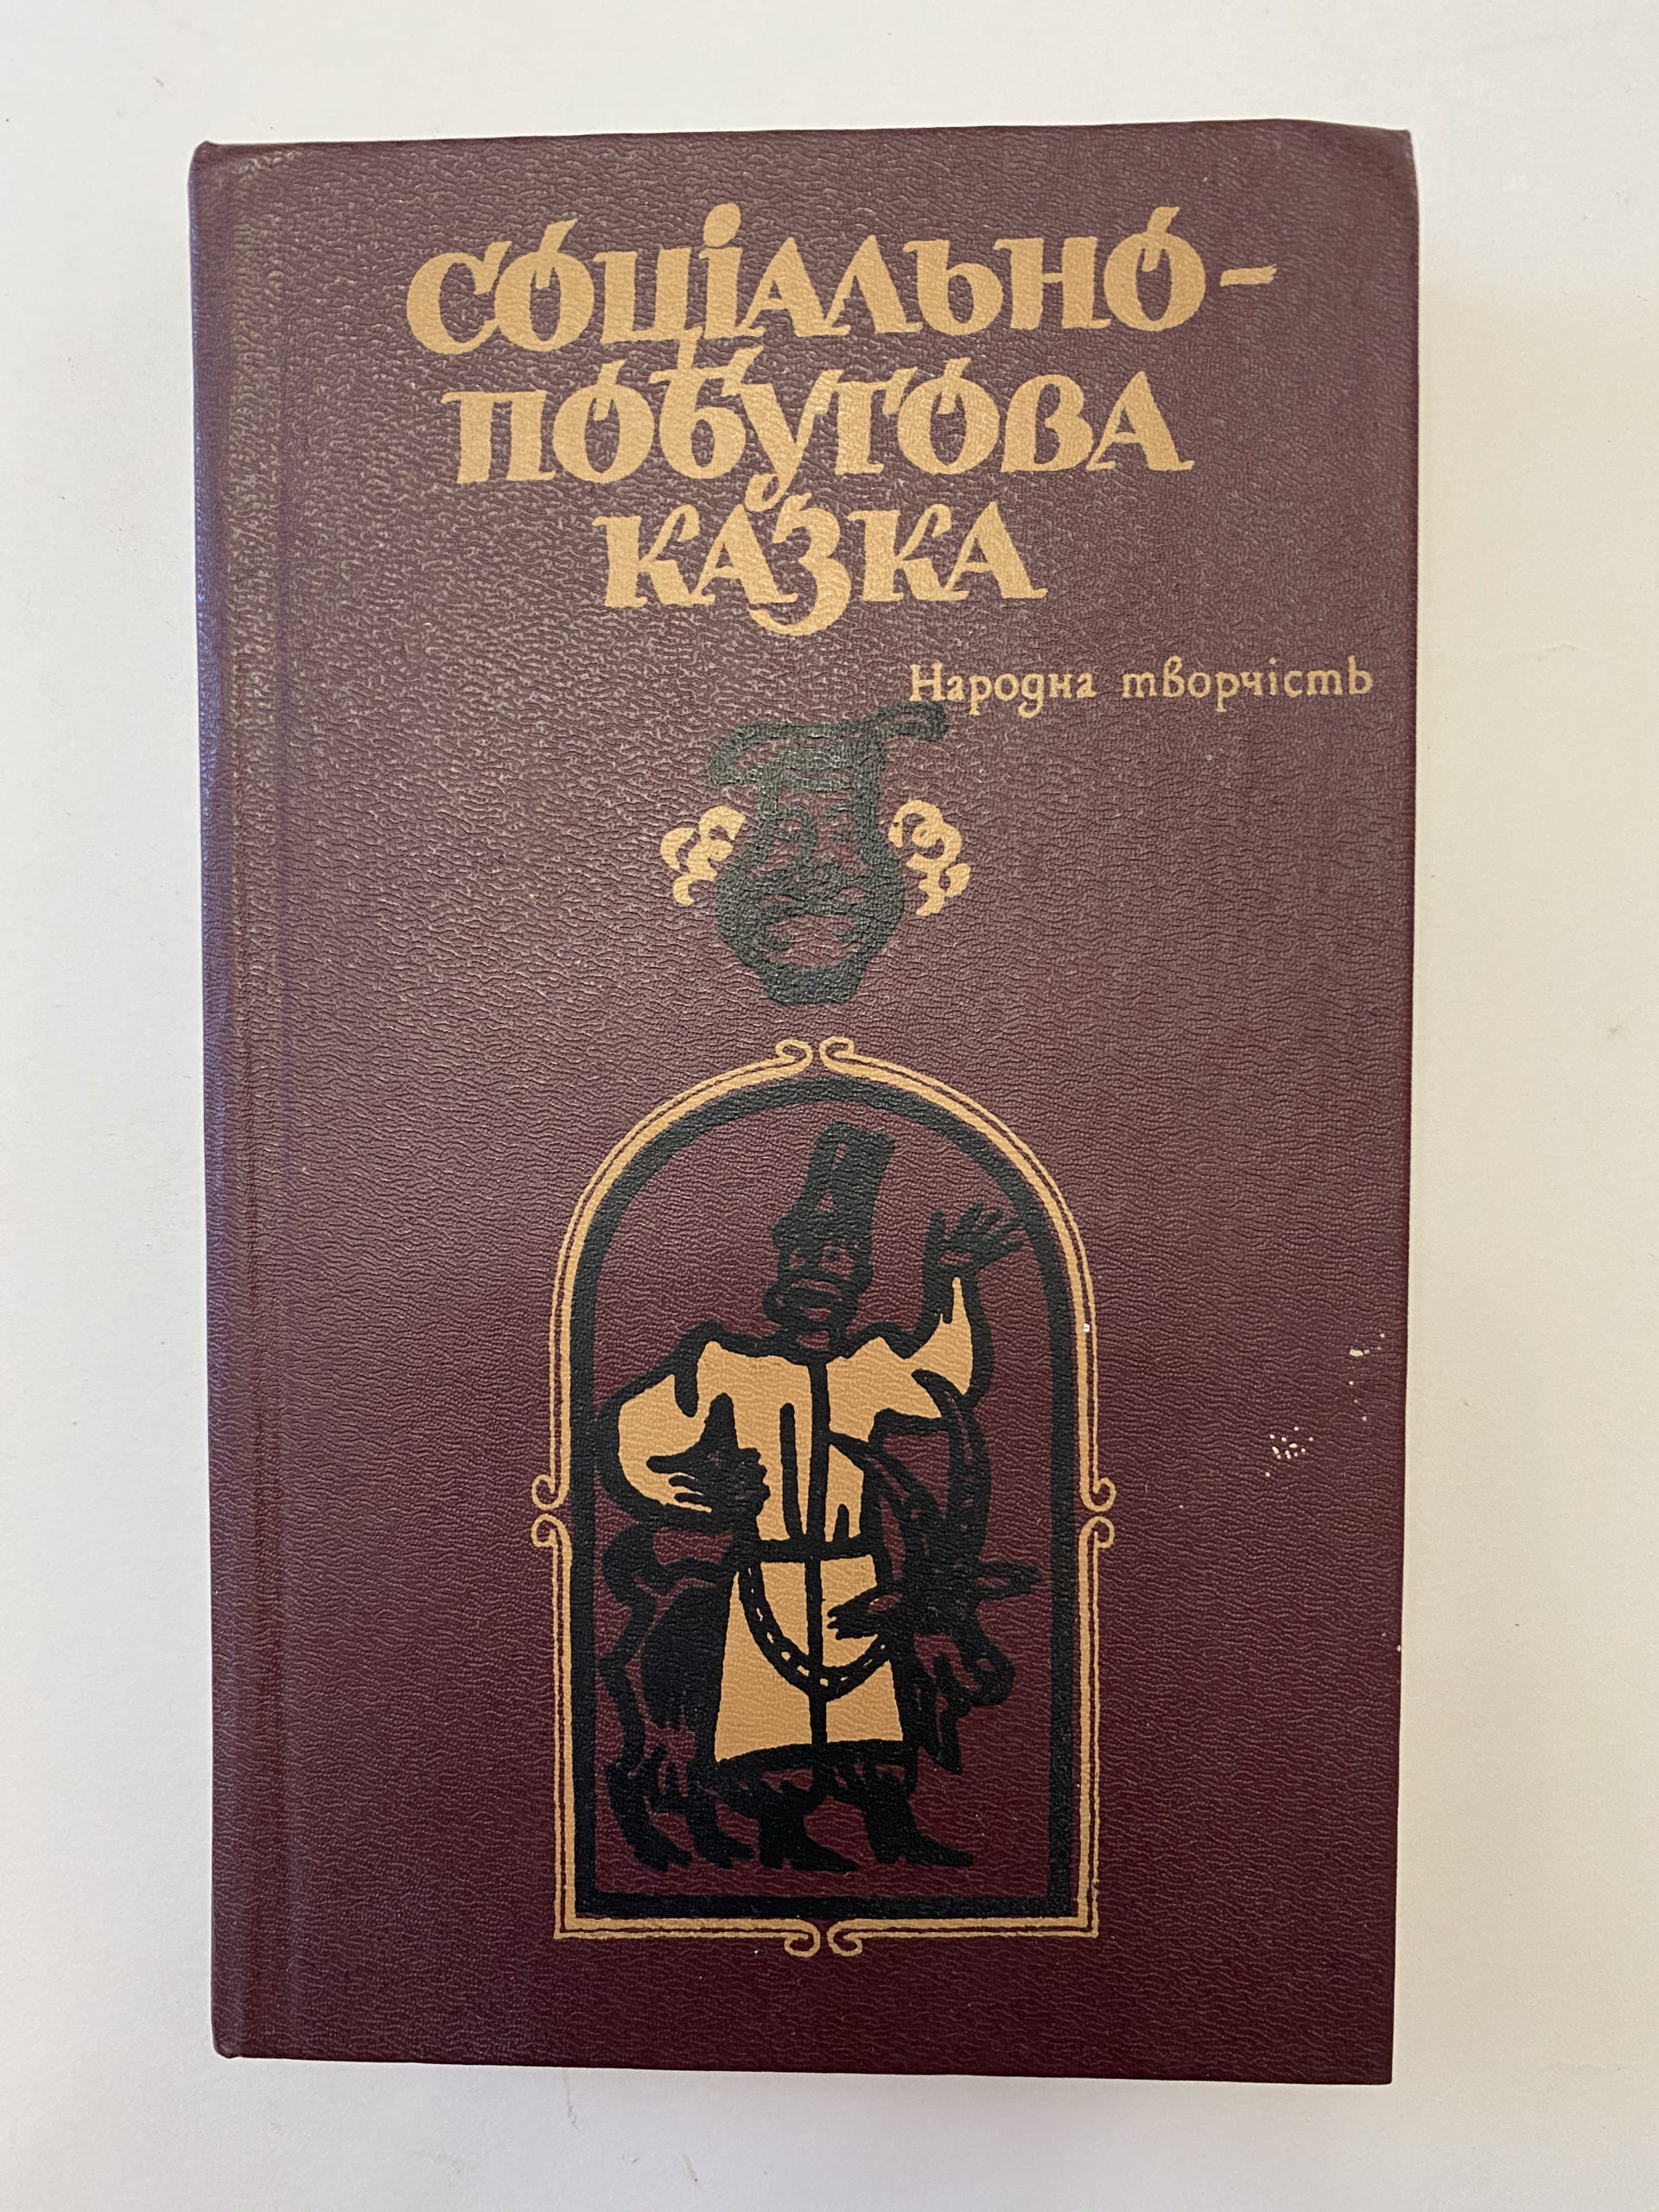 СОЦІАЛЬНО-
ПОБУТОВА
КАЗКА
Народна творчість